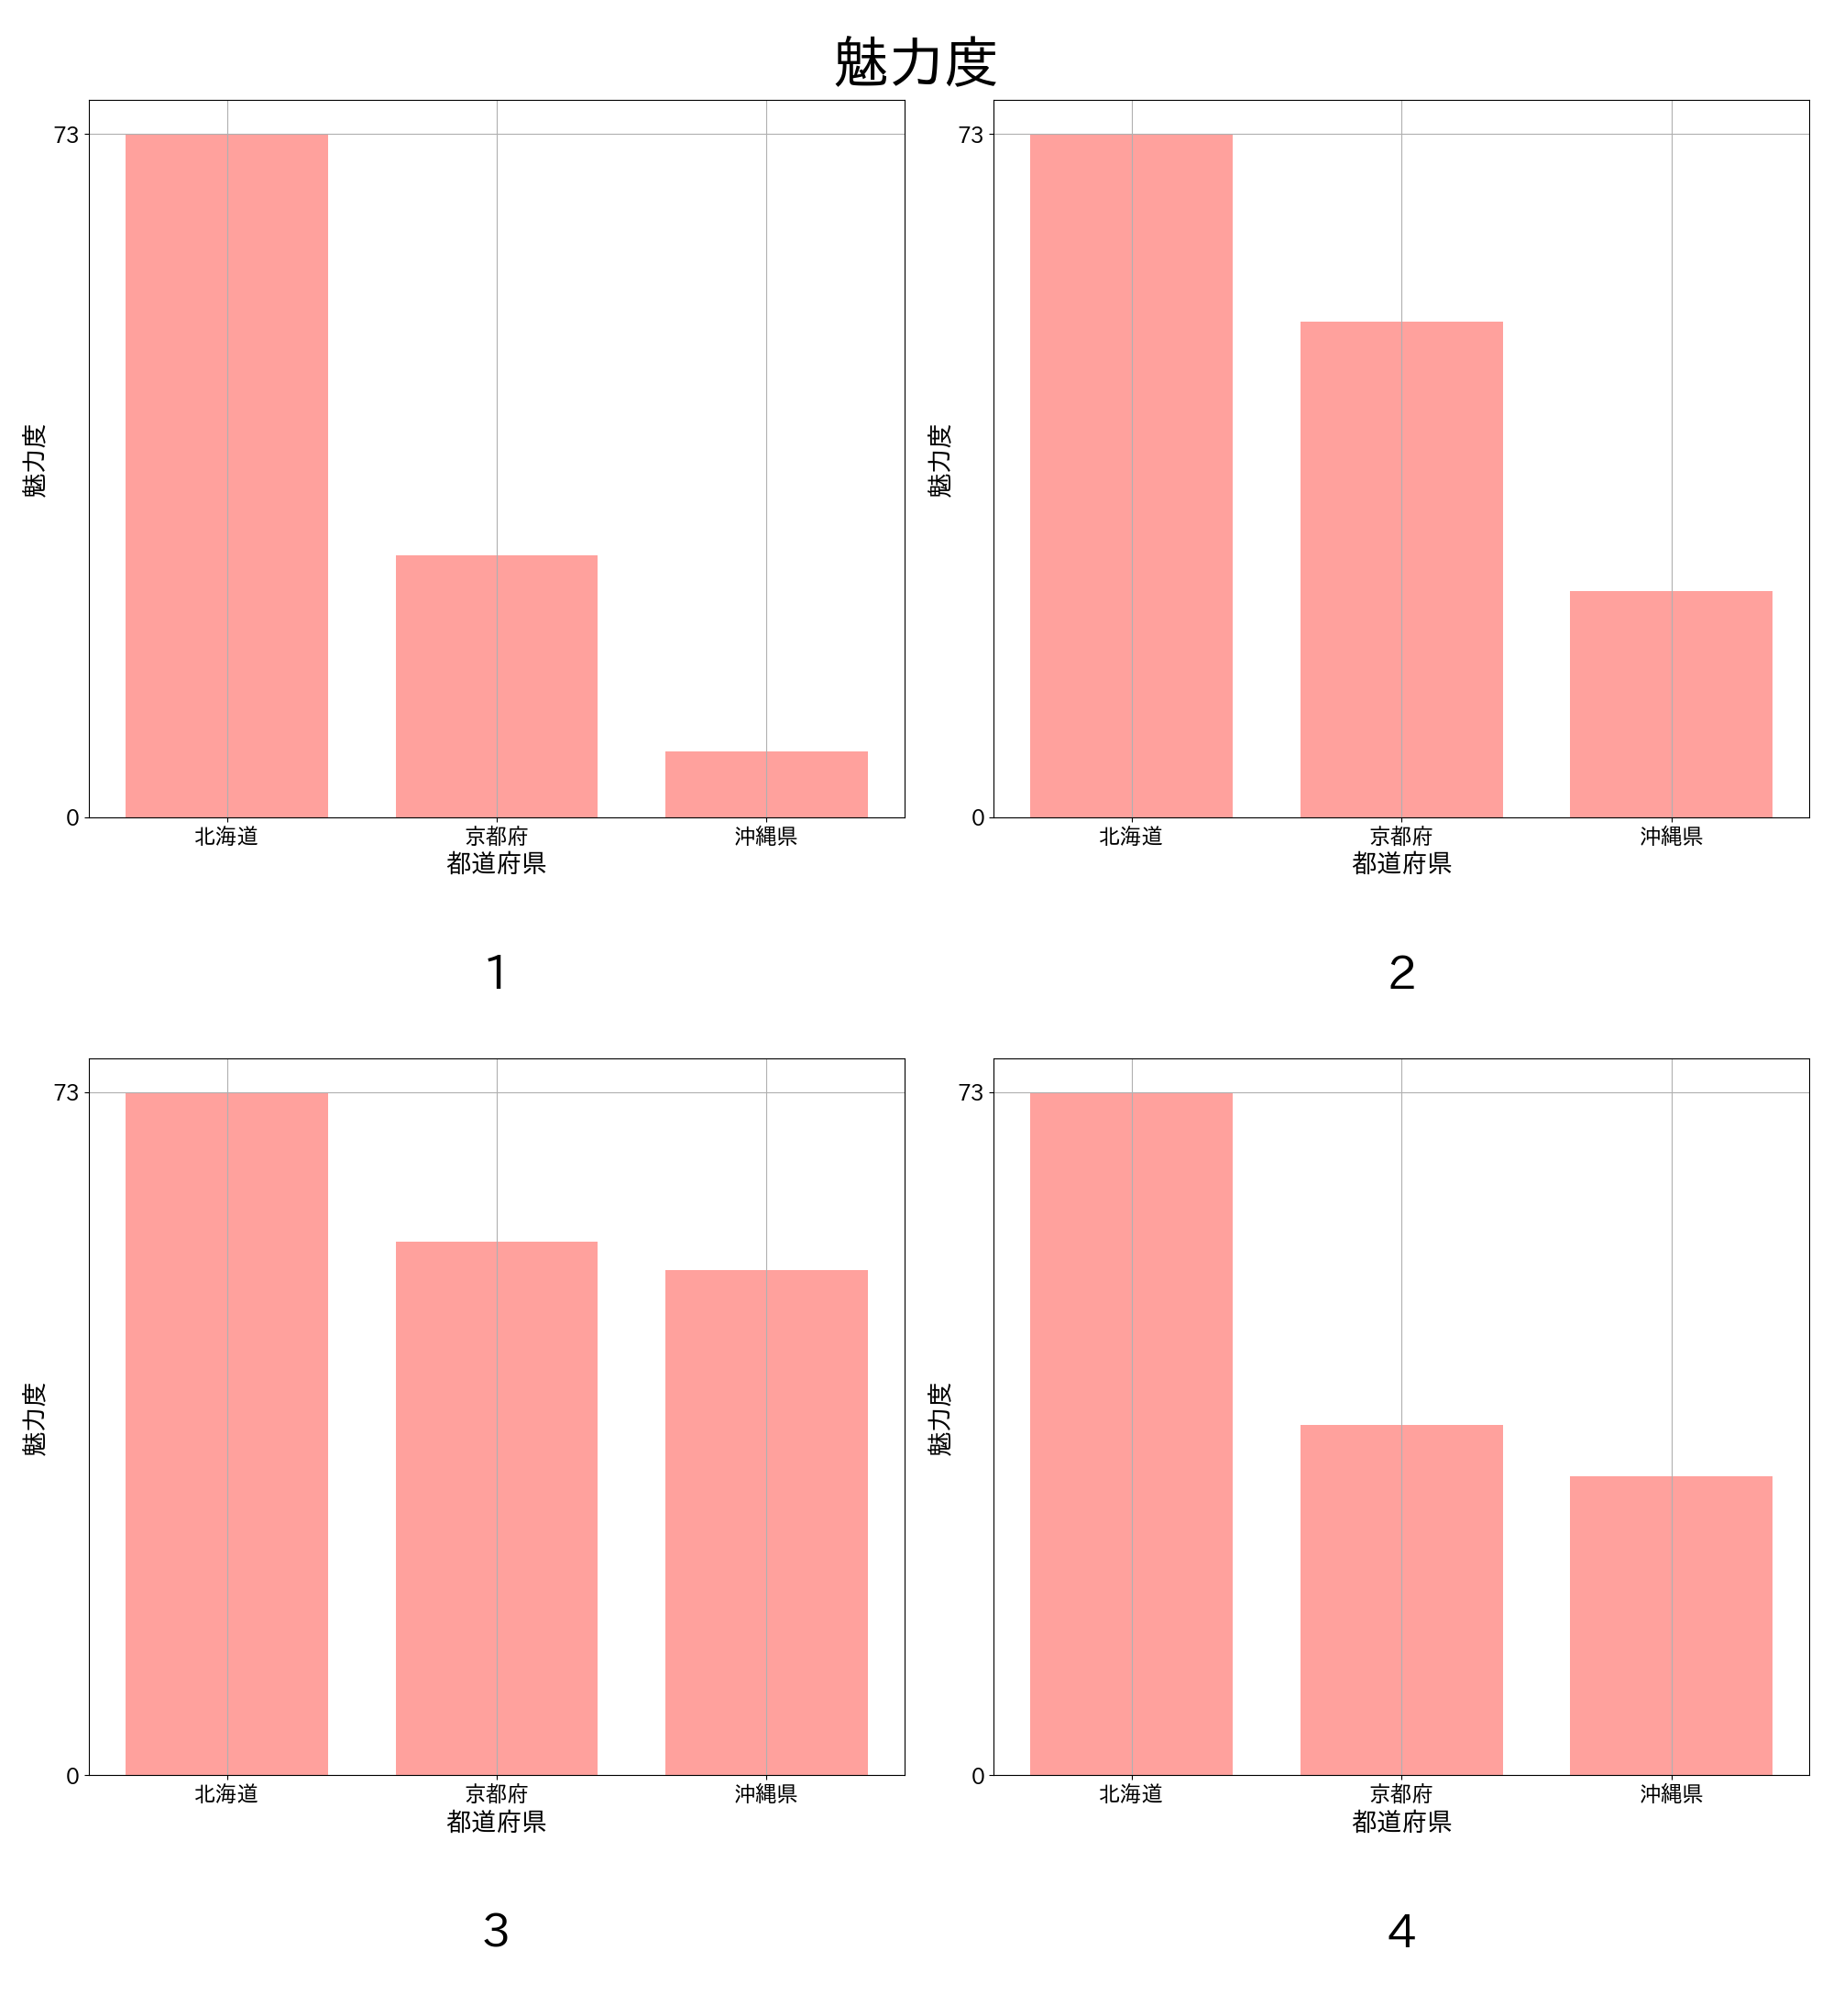 魅力度
73
魅力度
0
北海道 京都府 沖縄県
都道府県
1
73
魅力度
0
北海道 京都府 沖縄県
都道府県
2
73
魅力度
0
北海道 京都府 沖縄県
都道府県
3
73
魅力度
0
北海道 京都府 沖縄県
都道府県
4